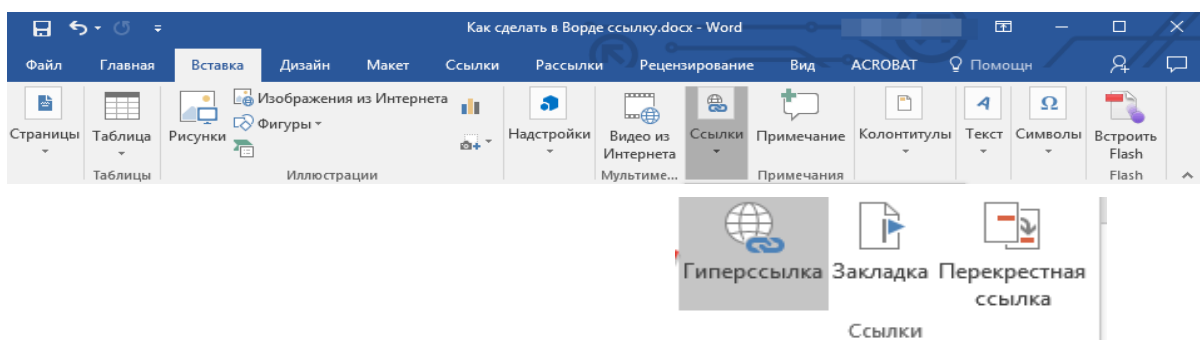 Как сделать в Ворде ссылку.docx - Word
Файл Главная Вставка Дизайн Макет Ссылки Рассылки Рецензирование Вид ACROBAT Помощн
Страницы Таблица Рисунки Изображения из Интернета Фигуры Надстройки Видео из Интернета Ссылки Примечание Колонтитулы Текст Символы Встроить Flash
Таблицы Иллюстрации Мультиме... Примечания Flash
Гиперссылка Закладка Перекрестная
ссылка
Ссылки